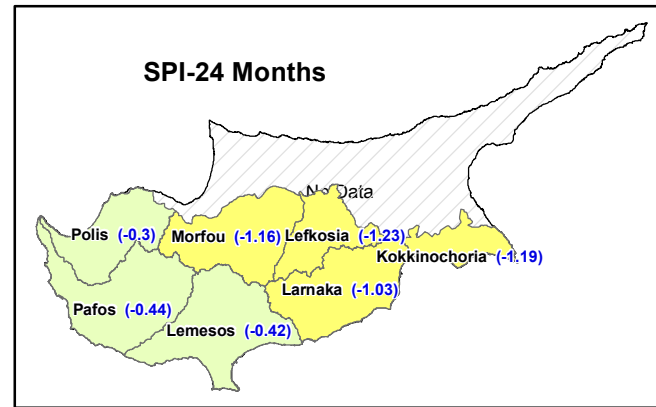 SPI-24 Months
No Data
Polis (-0.3)
Morfou (-1.16)
Lefkosia (-1.23)
Kokkinochoria (-1.19)
Larnaka (-1.03)
Pafos (-0.44)
Lemesos (-0.42)